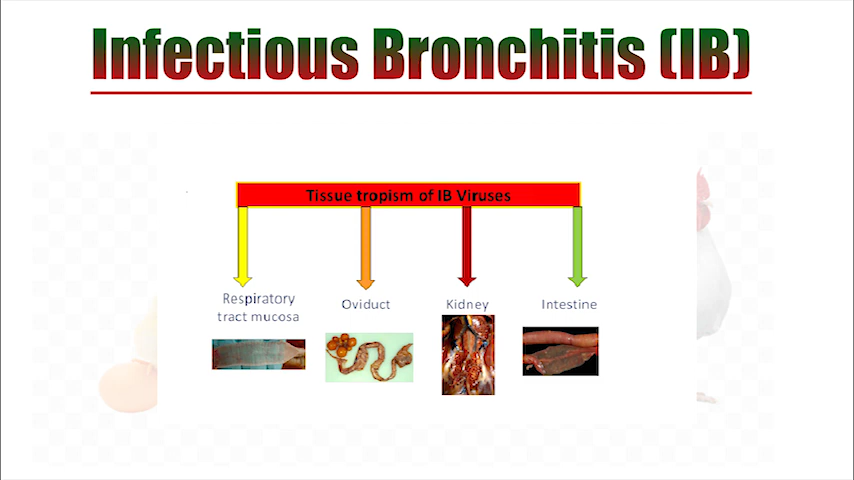 Infectious Bronchitis (IB)
Tissue tropism of IB Viruses
Respiratory
tract mucosa
Oviduct
Kidney
Intestine